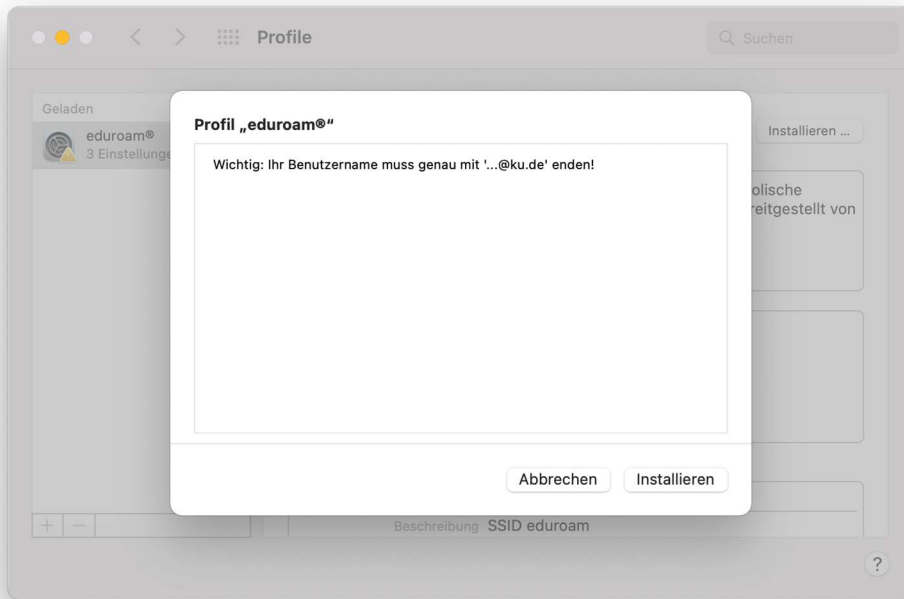 Profile
Suchen
Geladen
eduroam®
3 Einstellunge
Installieren ...
olische
reitgestellt von
Profil „eduroam®“
Wichtig: Ihr Benutzername muss genau mit '...@ku.de' enden!
Abbrechen
Installieren
Beschreibung SSID eduroam
?